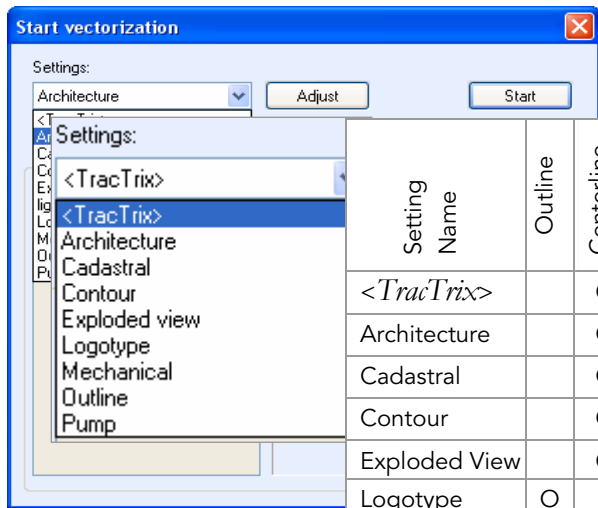 Start vectorization
Settings:
Architecture
Adjust
Start
Settings:
<TracTrix>
<TracTrix>
Architecture
Cadastral
Contour
Exploded view
Logotype
Mechanical
Outline
Pump
Setting Name
Outline
<TracTrix>
Architecture
Cadastral
Contour
Exploded View
Logotype O